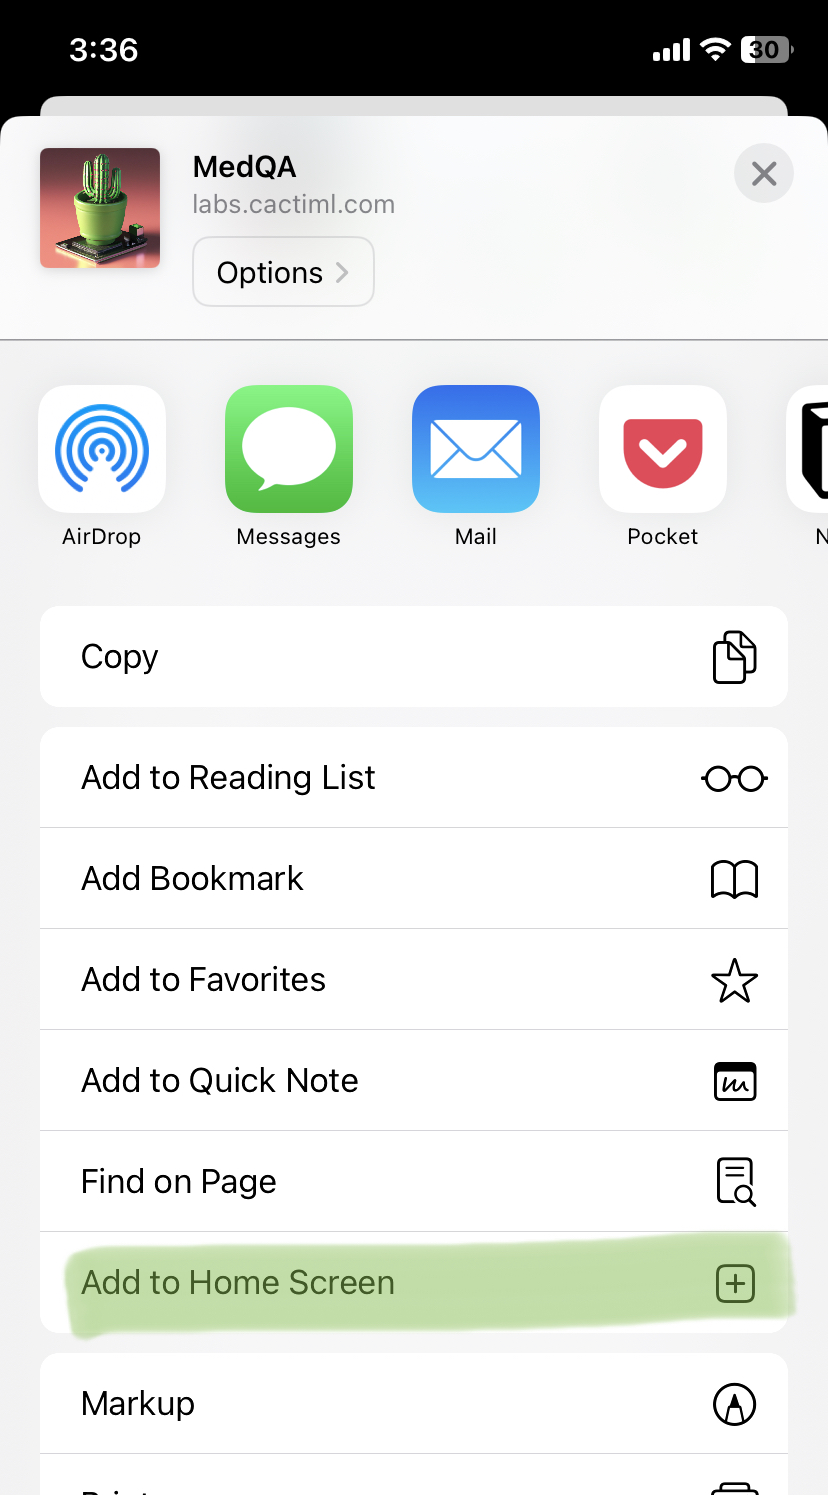 3:36
30
MedQA
labs.cactiml.com
Options
AirDrop
Messages
Mail
Pocket
Copy
Add to Reading List
Add Bookmark
Add to Favorites
Add to Quick Note
Find on Page
Add to Home Screen
Markup